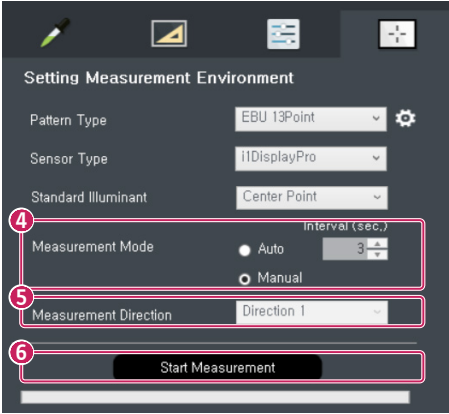 Setting Measurement Environment
Pattern Type EBU 13Point
Sensor Type i1DisplayPro
Standard Illuminant Center Point
4
Interval (sec,)
Measurement Mode Auto 3
Manual
5
Measurement Direction Direction 1
6
Start Measurement